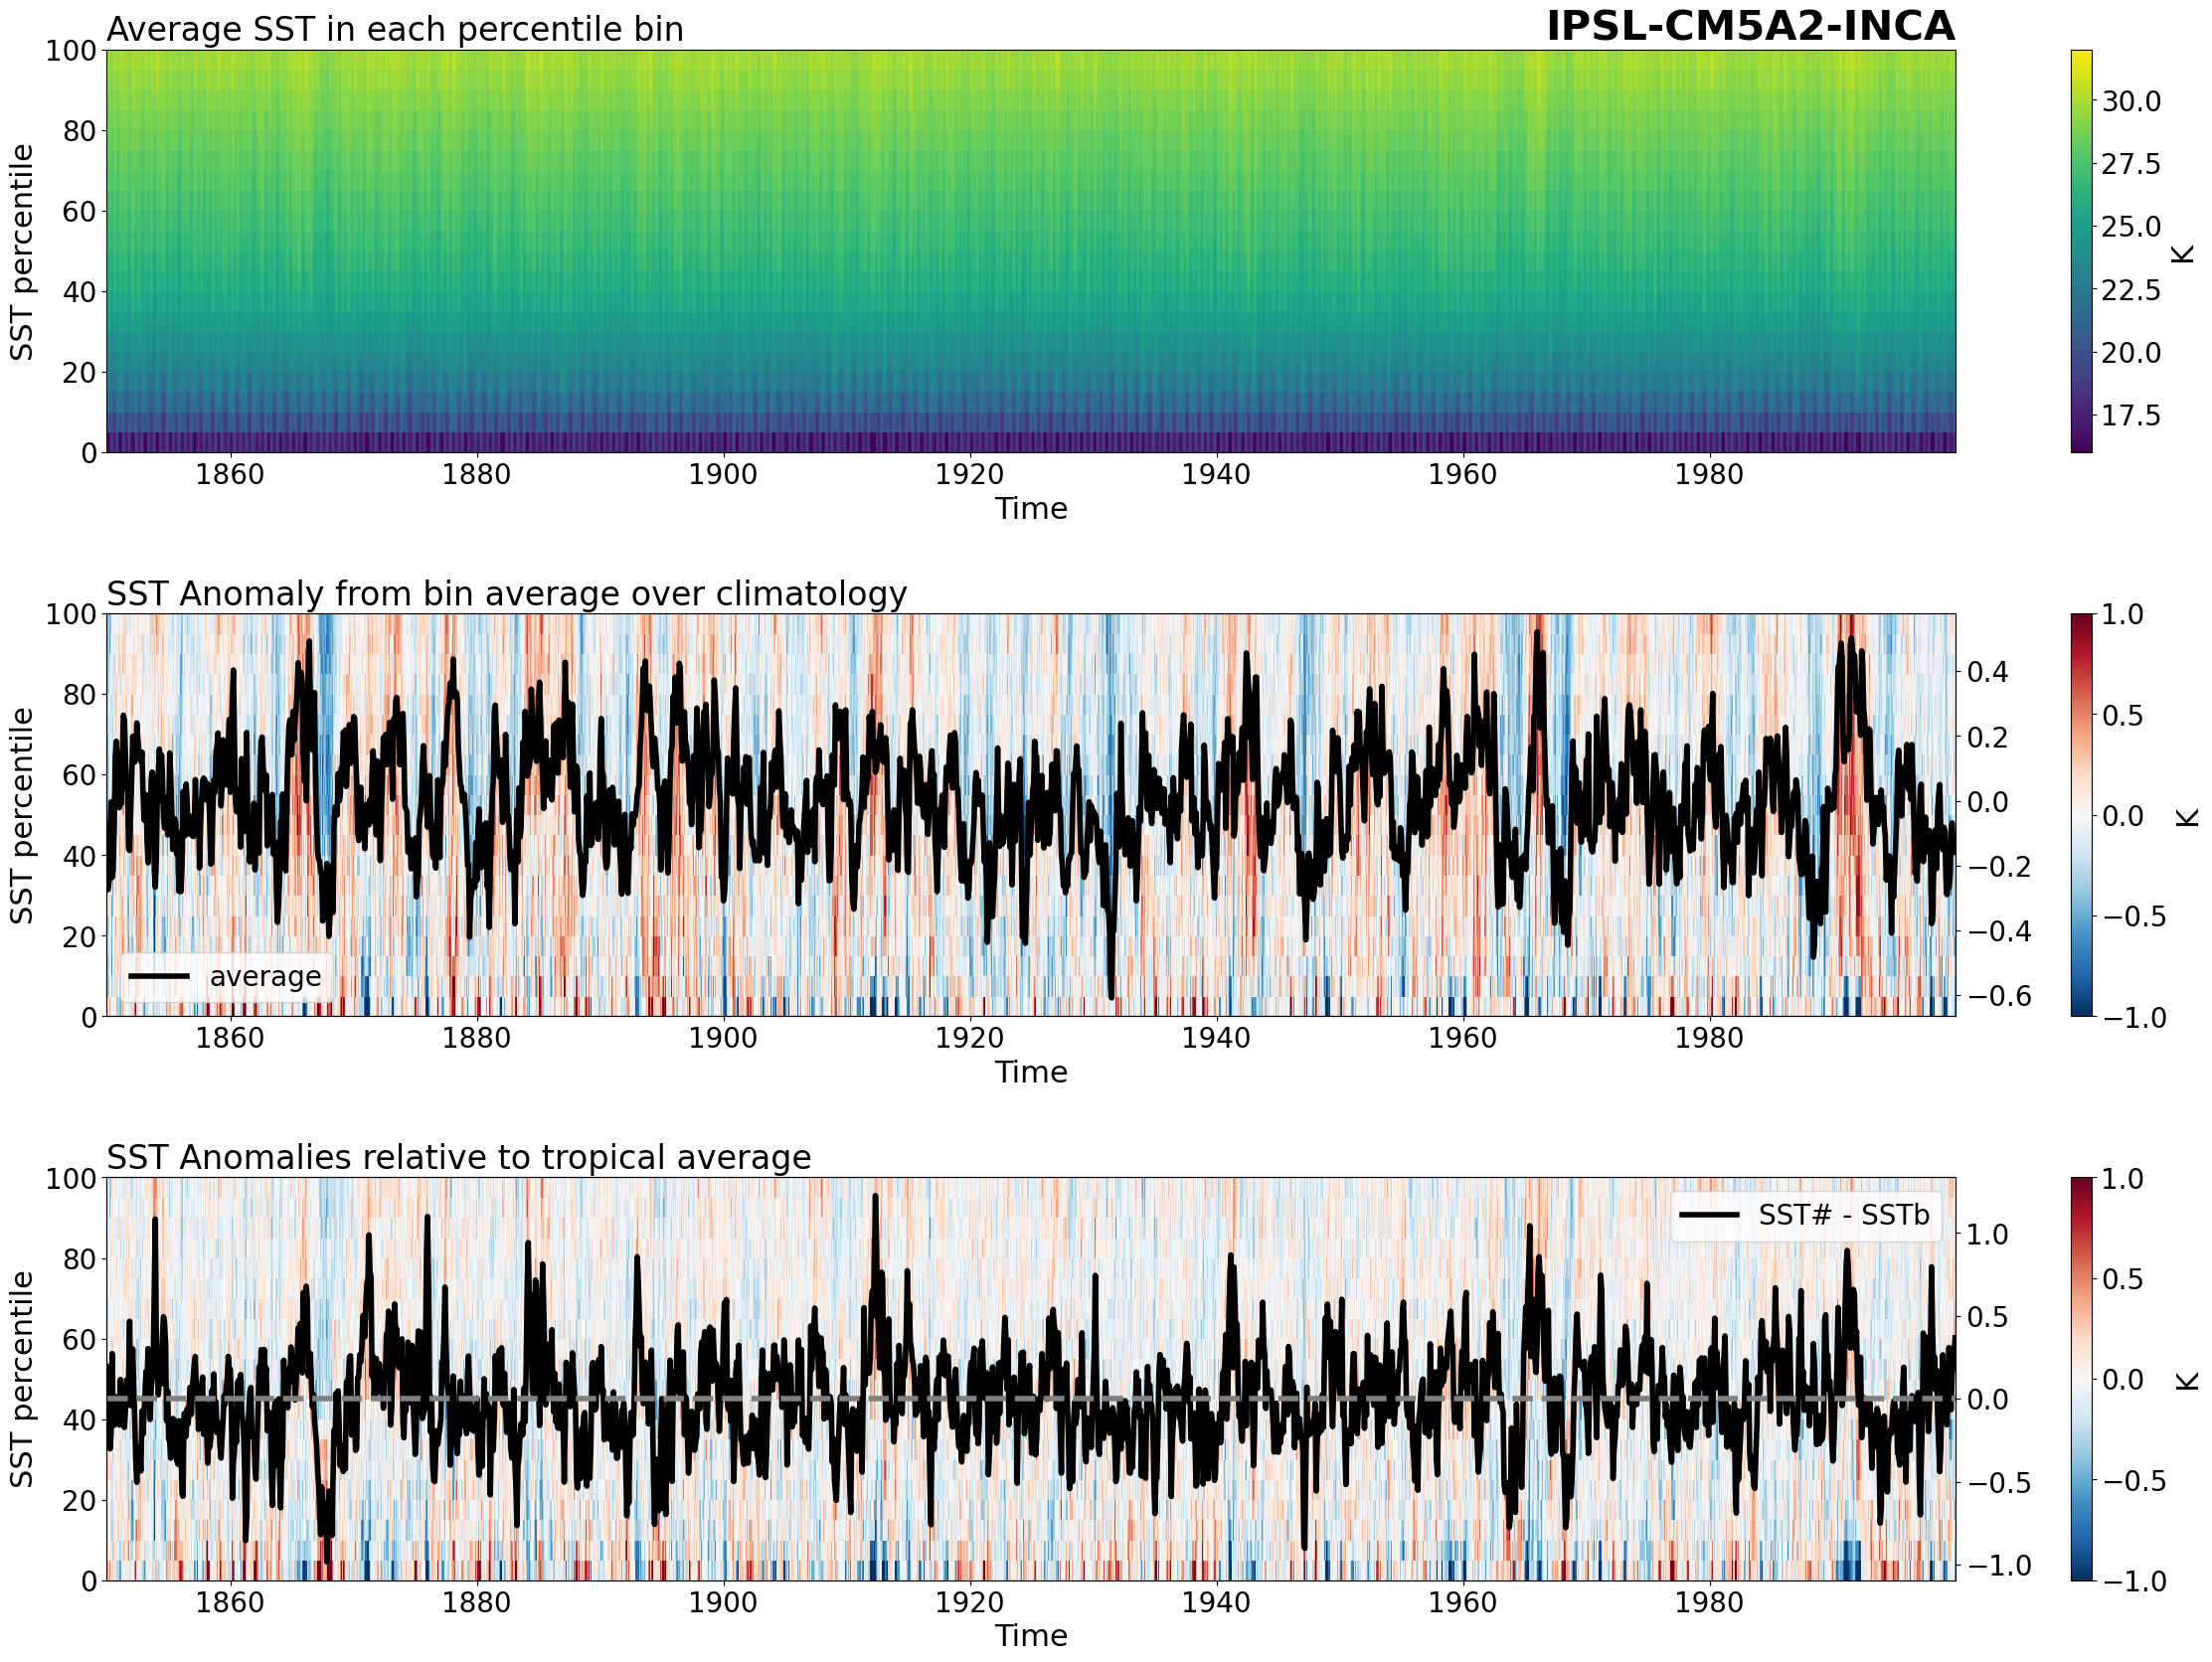 Average SST in each percentile bin
IPSL-CM5A2-INCA
100
80
60
40
20
0
SST percentile
1860 1880 1900 1920 1940 1960 1980
Time
30.0
27.5
25.0
22.5
20.0
17.5
K
SST Anomaly from bin average over climatology
100
80
60
40
20
0
SST percentile
average
1860 1880 1900 1920 1940 1960 1980
Time
0.4
0.2
0.0
−0.2
−0.4
−0.6
1.0
0.5
0.0
−0.5
−1.0
K
SST Anomalies relative to tropical average
100
80
60
40
20
0
SST percentile
SST# - SSTb
1860 1880 1900 1920 1940 1960 1980
Time
1.0
0.5
0.0
−0.5
−1.0
1.0
0.5
0.0
−0.5
−1.0
K